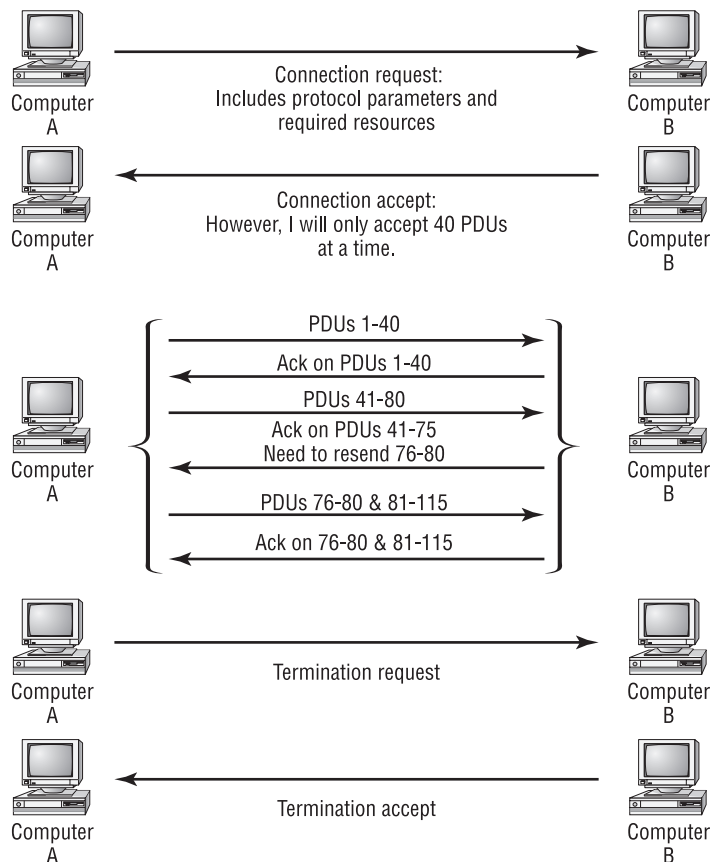 Computer
A
Connection request:
Includes protocol parameters and
required resources
Computer
B
Computer
A
Connection accept:
However, I will only accept 40 PDUs
at a time.
Computer
B
PDUs 1-40
Ack on PDUs 1-40
PDUs 41-80
Ack on PDUs 41-75
Need to resend 76-80
PDUs 76-80 & 81-115
Ack on 76-80 & 81-115
Computer
A
Computer
B
Computer
A
Termination request
Computer
B
Computer
A
Termination accept
Computer
B